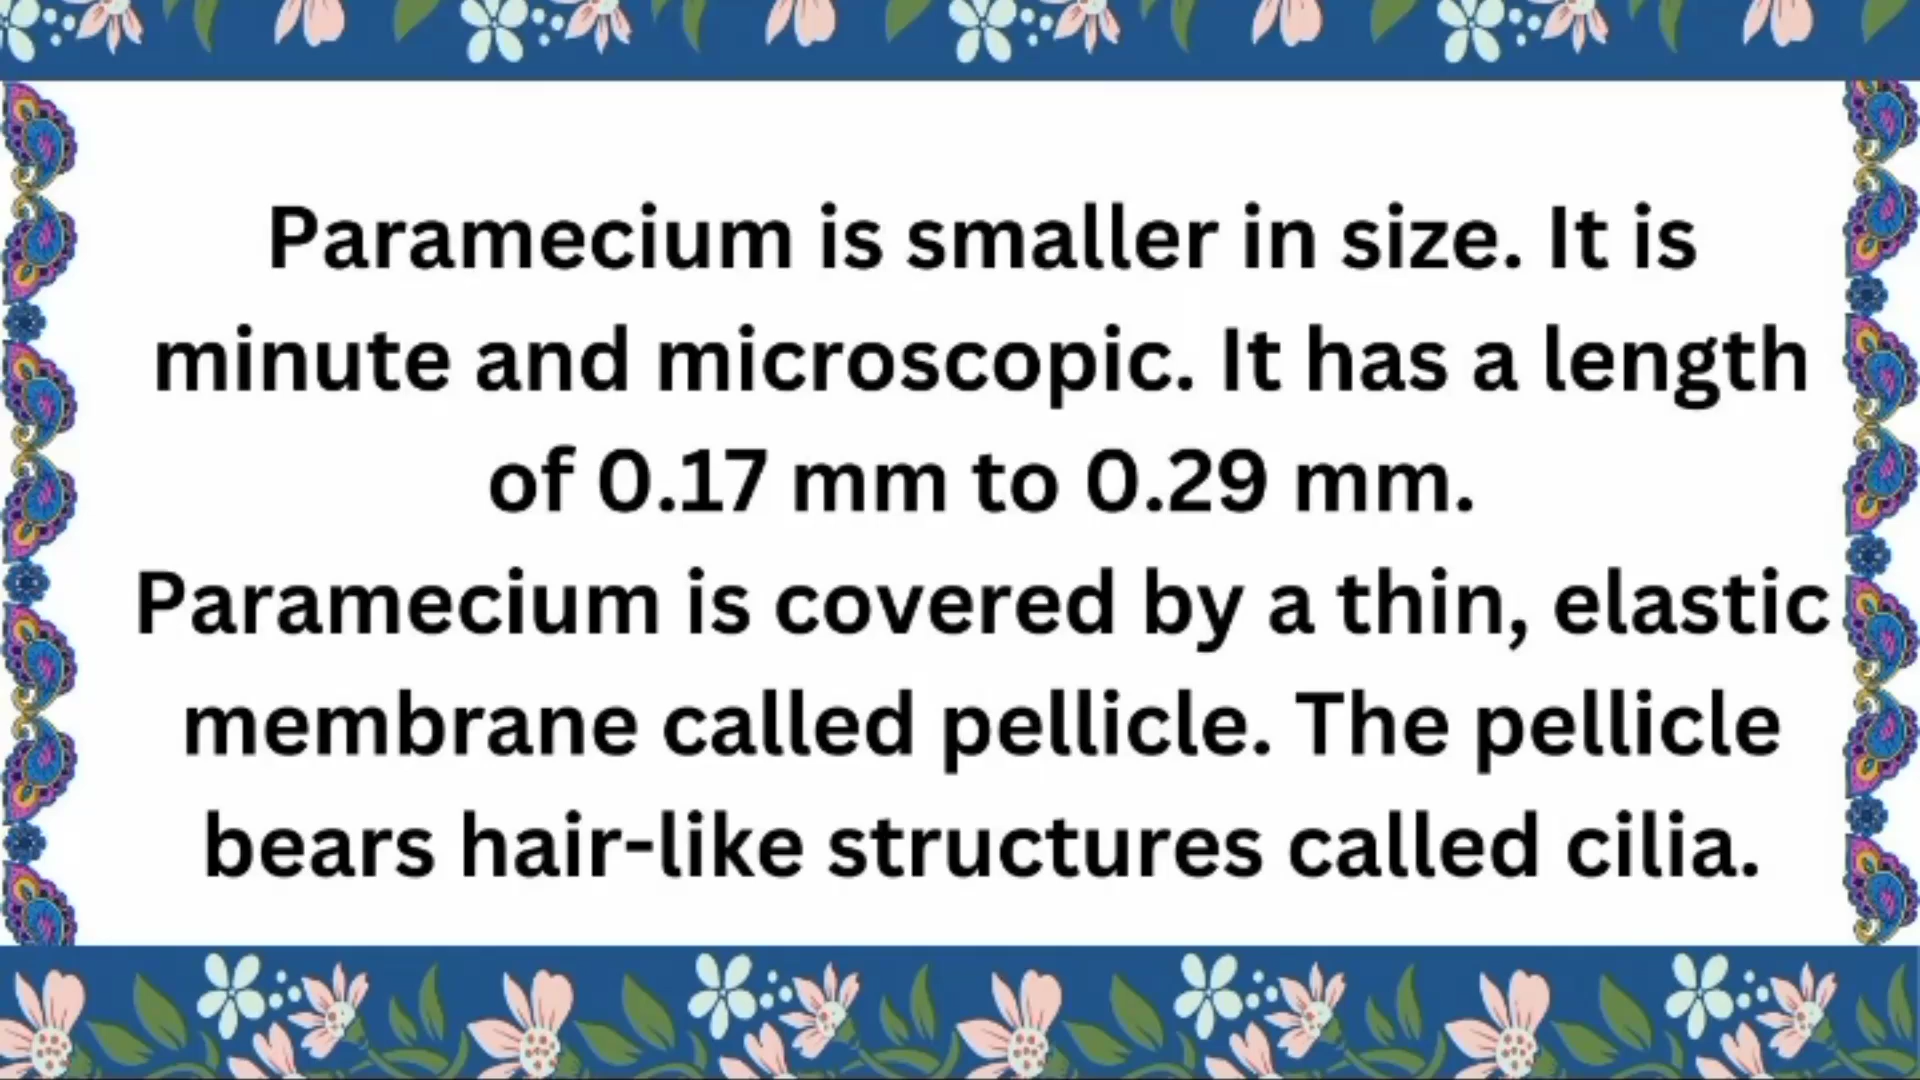 Paramecium is smaller in size. It is
minute and microscopic. It has a length
of 0.17 mm to 0.29 mm.
Paramecium is covered by a thin, elastic
membrane called pellicle. The pellicle
bears hair-like structures called cilia.